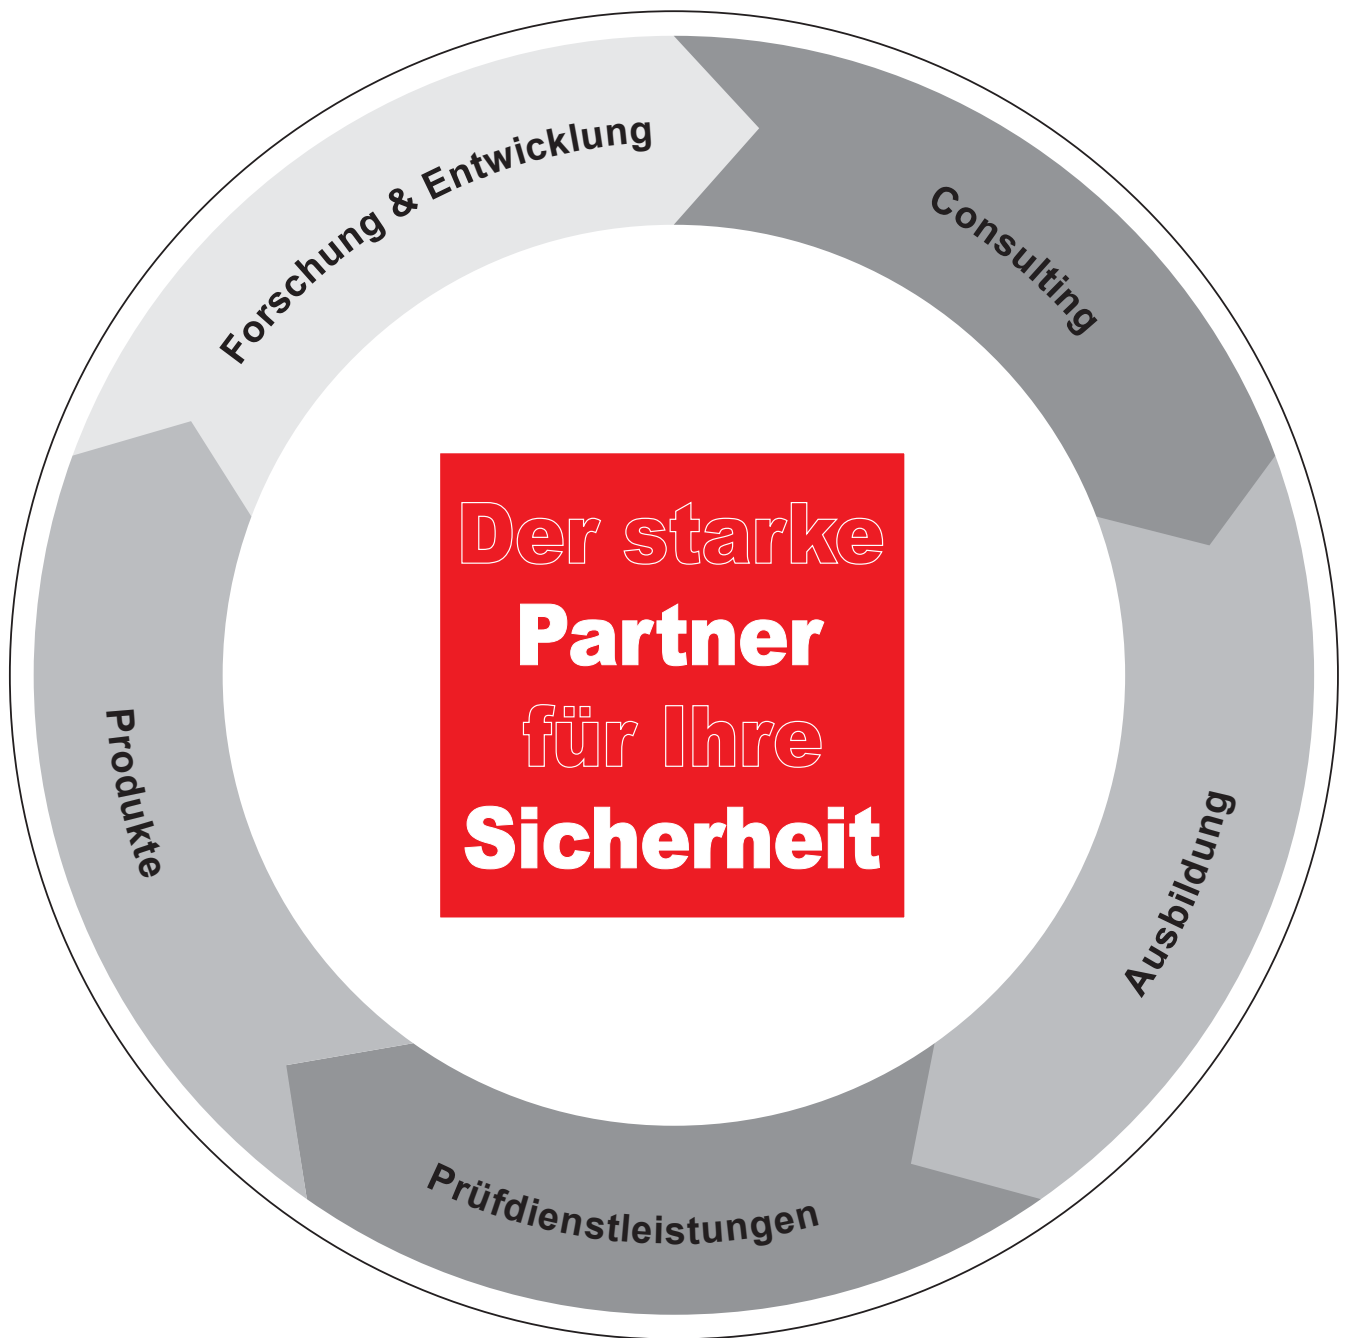 Forschung & Entwicklung
Consulting
Der starke
Partner
für Ihre
Sicherheit
Produkte
Ausbildung
Prüfdienstleistungen